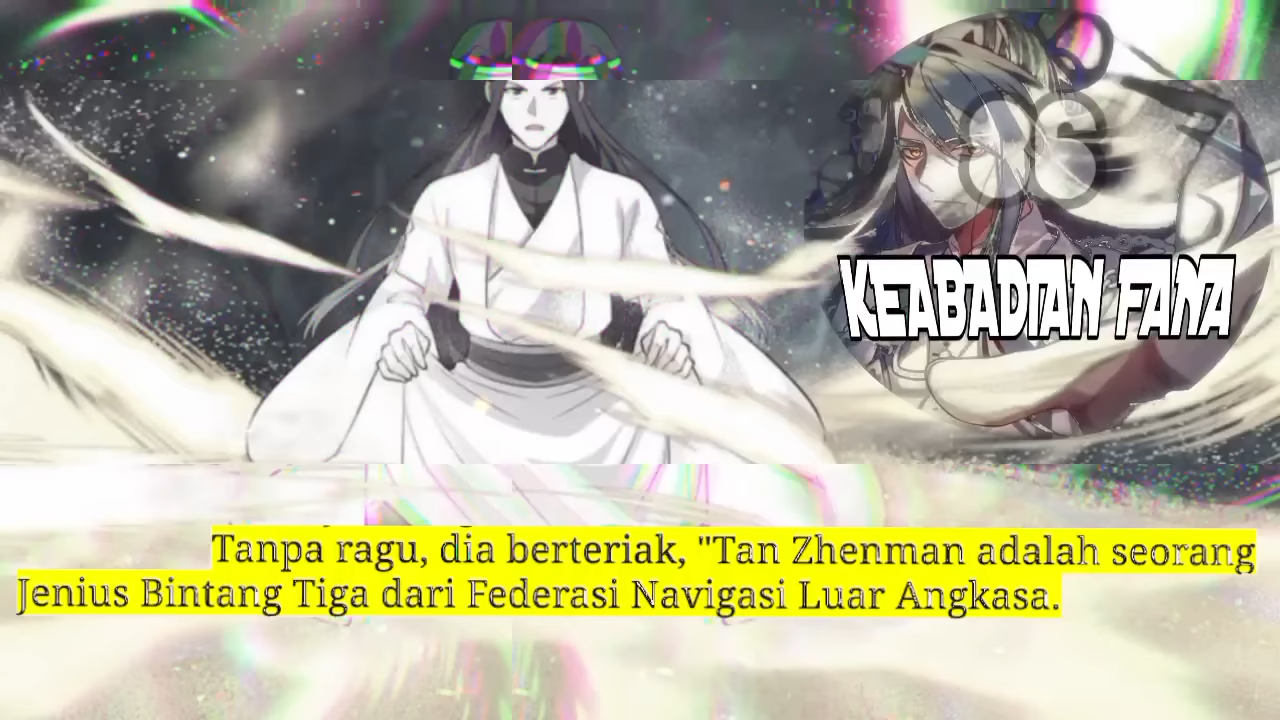 KEABADIAN FANA
Tanpa ragu, dia berteriak, "Tan Zhenman adalah seorang
Jenius Bintang Tiga dari Federasi Navigasi Luar Angkasa.